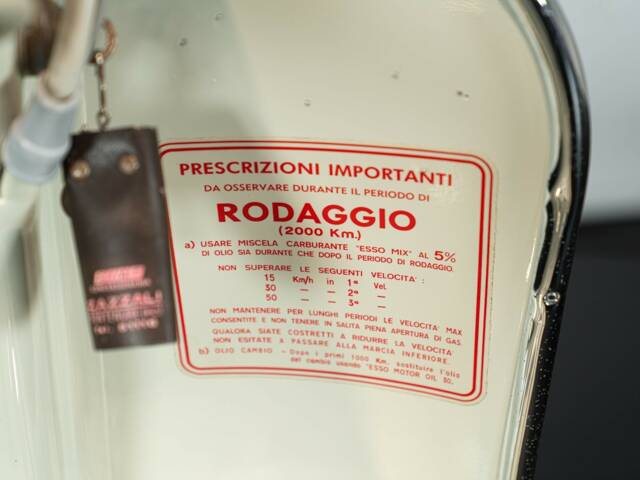 PRESCRIZIONI IMPORTANTI
DA OSSERVARE DURANTE IL PERIODO DI
RODAGGIO
(2000 Km.)
a) USARE MISCELA CARBURANTE "ESSO MIX" AL 5%
DI OLIO SIA DURANTE CHE DOPO IL PERIODO DI RODAGGIO.
NON SUPERARE LE SEGUENTI VELOCITA':
15 Km/h in 1ª Vel.
30 — — 2ª —
50 — — 3ª —
NON MANTENERE PER LUNGHI PERIODI LE VELOCITA' MAX
CONSENTITE E NON TENERE IN SALITA PIENA APERTURA DI GAS.
QUALORA SIATE COSTRETTI A RIDURRE LA VELOCITA'
NON ESITATE A PASSARE ALLA MARCIA INFERIORE.
b) OLIO CAMBIO - Dopo i primi 1000 Km. sostituire l'olio
del cambio usando "ESSO MOTOR OIL 30.